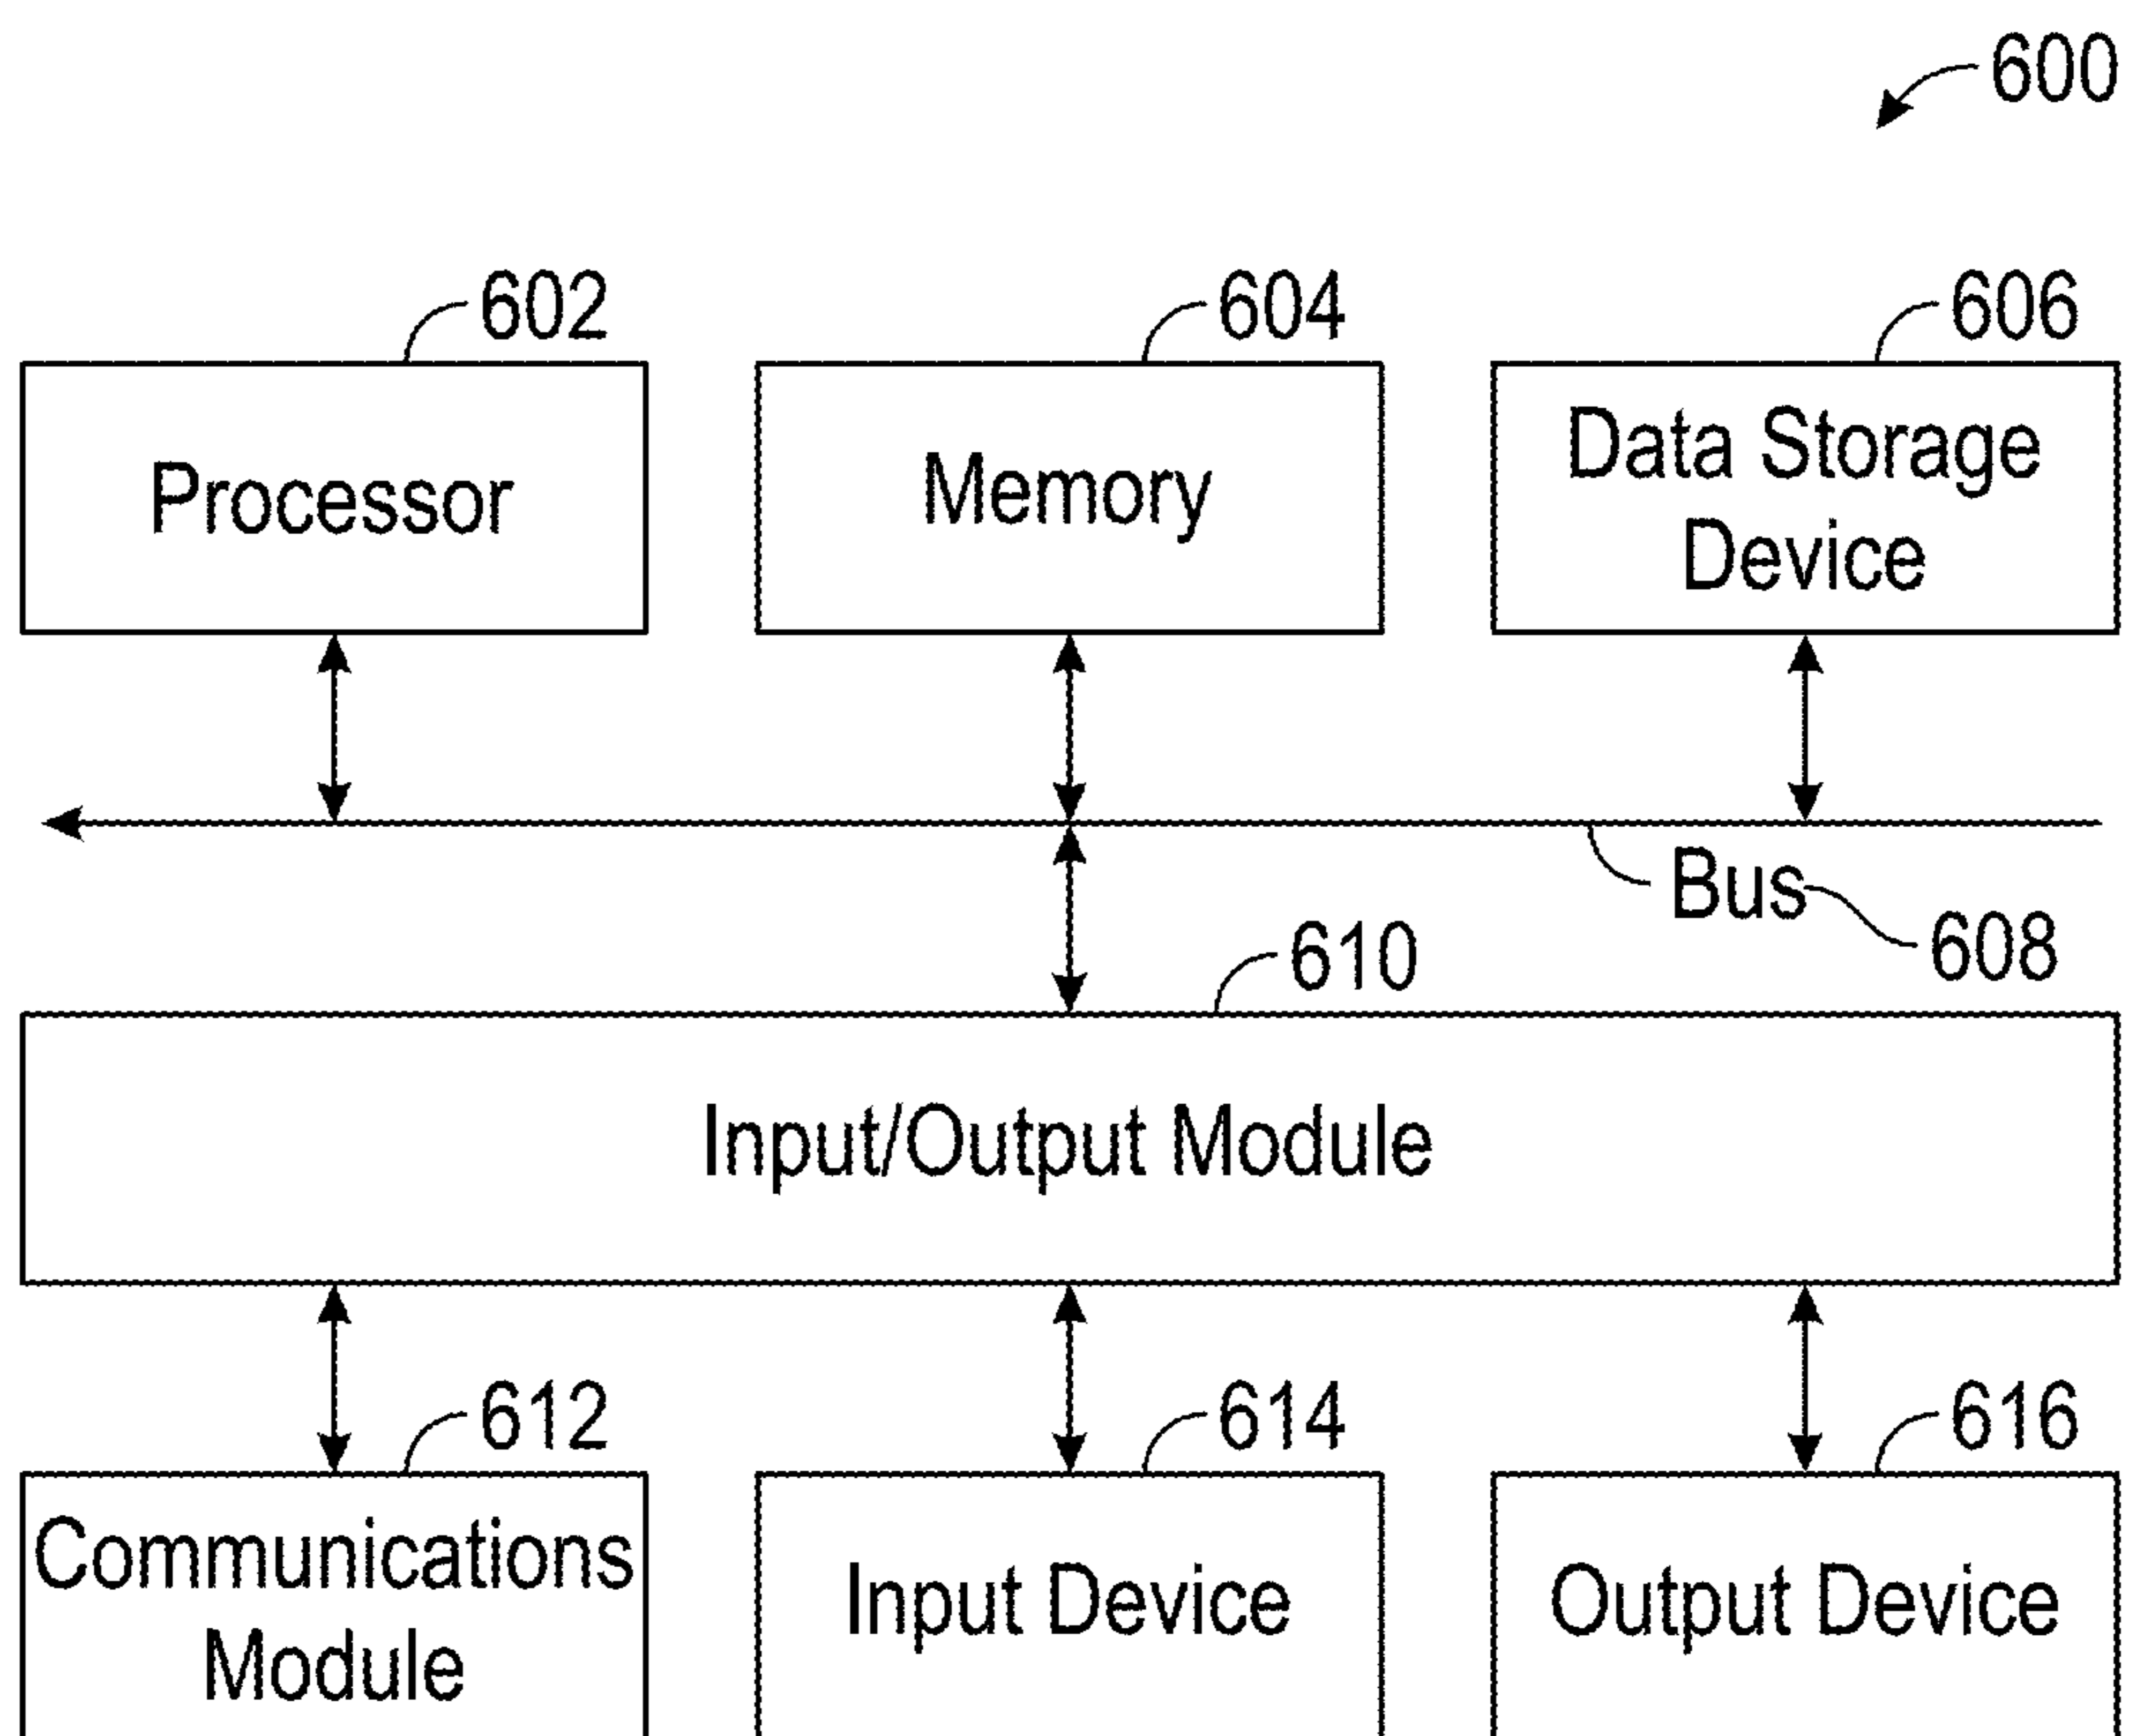 600
602
604
606
Processor
Memory
Data Storage
Device
Bus
608
610
Input/Output Module
612
614
616
Communications
Module
Input Device
Output Device